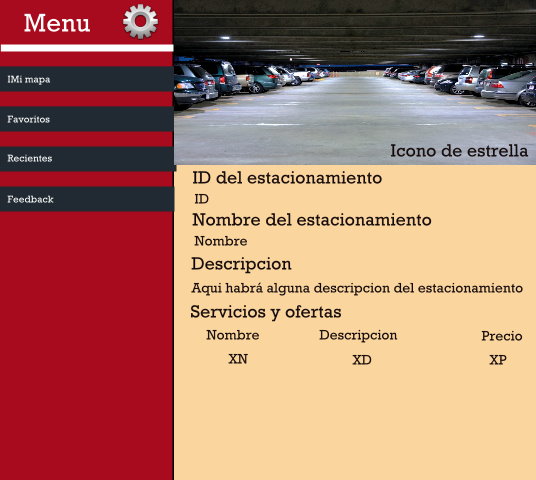 Menu
IMi mapa
Favoritos
Recientes
Feedback
Icono de estrella
ID del estacionamiento
ID
Nombre del estacionamiento
Nombre
Descripcion
Aqui habrá alguna descripcion del estacionamiento
Servicios y ofertas
Nombre Descripcion Precio
XN XD XP